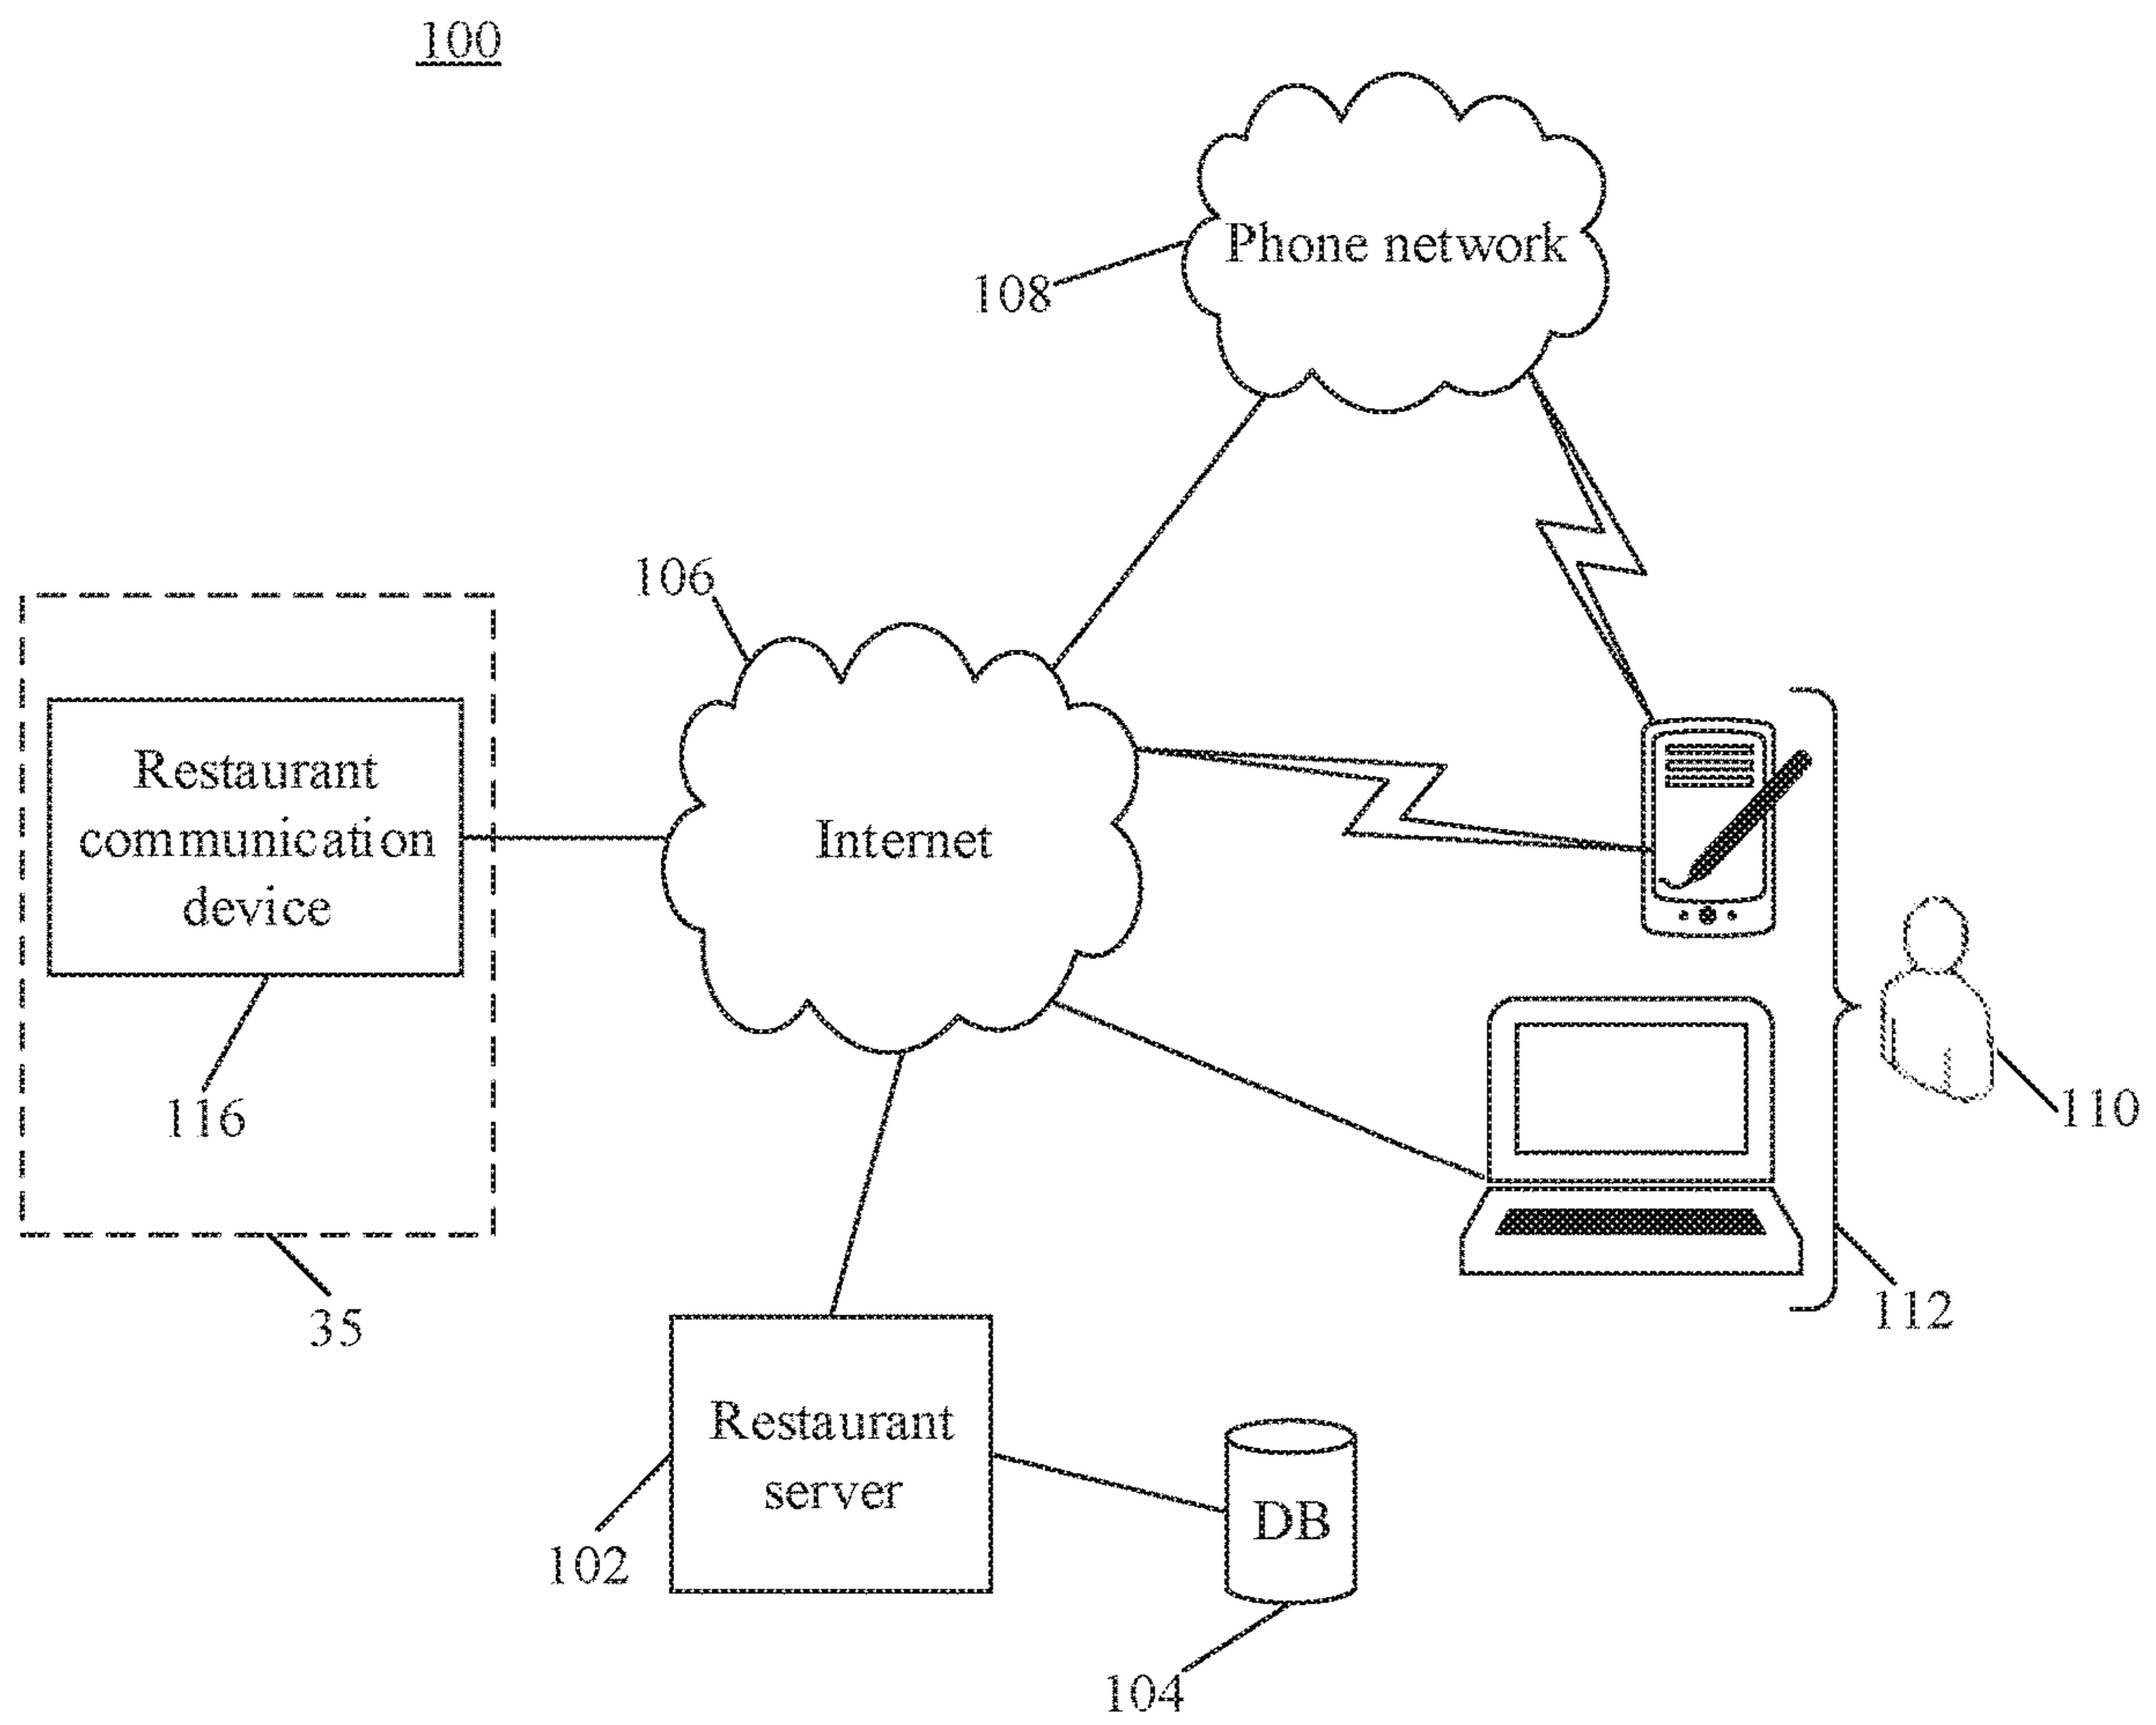 100
Phone network
108
106
Restaurant
communication
device
Internet
116
110
35
112
Restaurant
server
DB
102
104